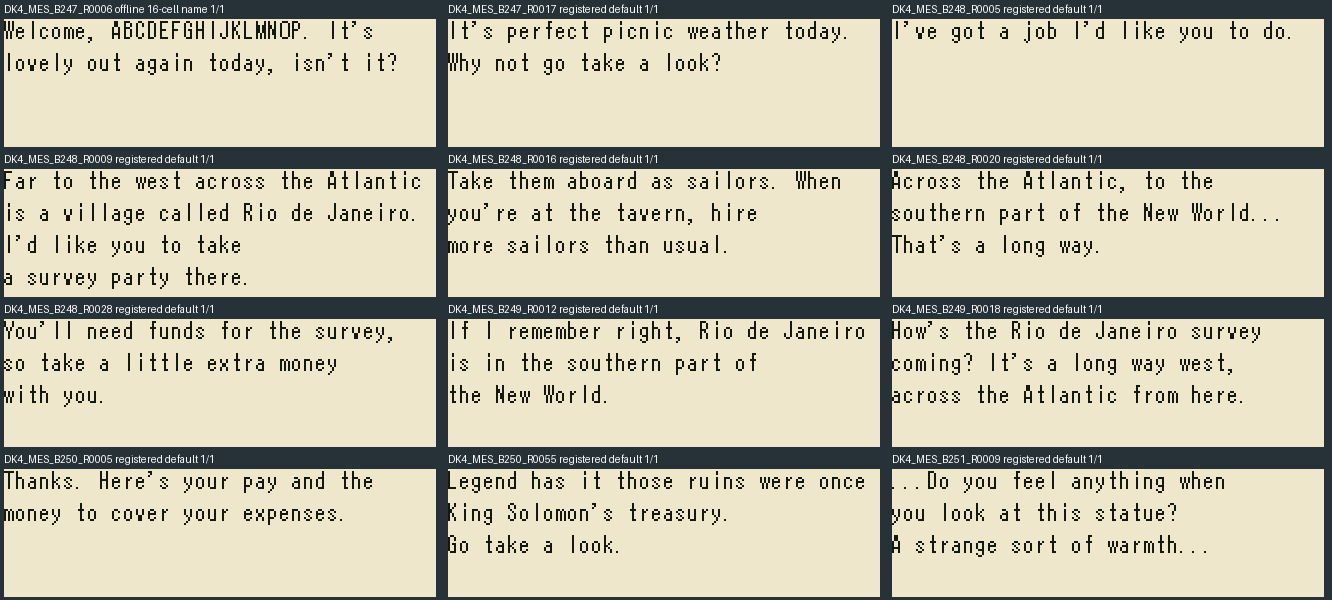 DK4_MES_B247_R0006 offline 16-cell name 1/1
Welcome, ABCDEFGHIJKLMNOP. It's
lovely out again today, isn't it?
DK4_MES_B247_R0017 registered default 1/1
It's perfect picnic weather today.
Why not go take a look?
DK4_MES_B248_R0005 registered default 1/1
I've got a job I'd like you to do.
DK4_MES_B248_R0009 registered default 1/1
Far to the west across the Atlantic
is a village called Rio de Janeiro.
I'd like you to take
a survey party there.
DK4_MES_B248_R0016 registered default 1/1
Take them aboard as sailors. When
you're at the tavern, hire
more sailors than usual.
DK4_MES_B248_R0020 registered default 1/1
Across the Atlantic, to the
southern part of the New World...
That's a long way.
DK4_MES_B248_R0028 registered default 1/1
You'll need funds for the survey,
so take a little extra money
with you.
DK4_MES_B249_R0012 registered default 1/1
If I remember right, Rio de Janeiro
is in the southern part of
the New World.
DK4_MES_B249_R0018 registered default 1/1
How's the Rio de Janeiro survey
coming? It's a long way west,
across the Atlantic from here.
DK4_MES_B250_R0005 registered default 1/1
Thanks. Here's your pay and the
money to cover your expenses.
DK4_MES_B250_R0055 registered default 1/1
Legend has it those ruins were once
King Solomon's treasury.
Go take a look.
DK4_MES_B251_R0009 registered default 1/1
...Do you feel anything when
you look at this statue?
A strange sort of warmth...